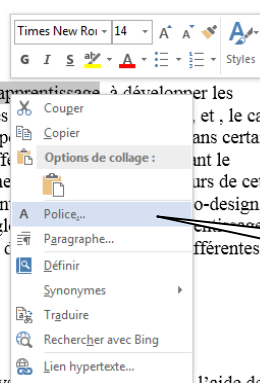 Times New Ro 14
G I S Styles
apprentissage à développer les
Couper
, et , le ca
Copier
ans certa
Options de collage :
ant le
urs de ce
Police...
o-design
Paragraphe...
fférentes
Définir
Synonymes
Traduire
Rechercher avec Bing
Lien hypertexte...
l'aide de